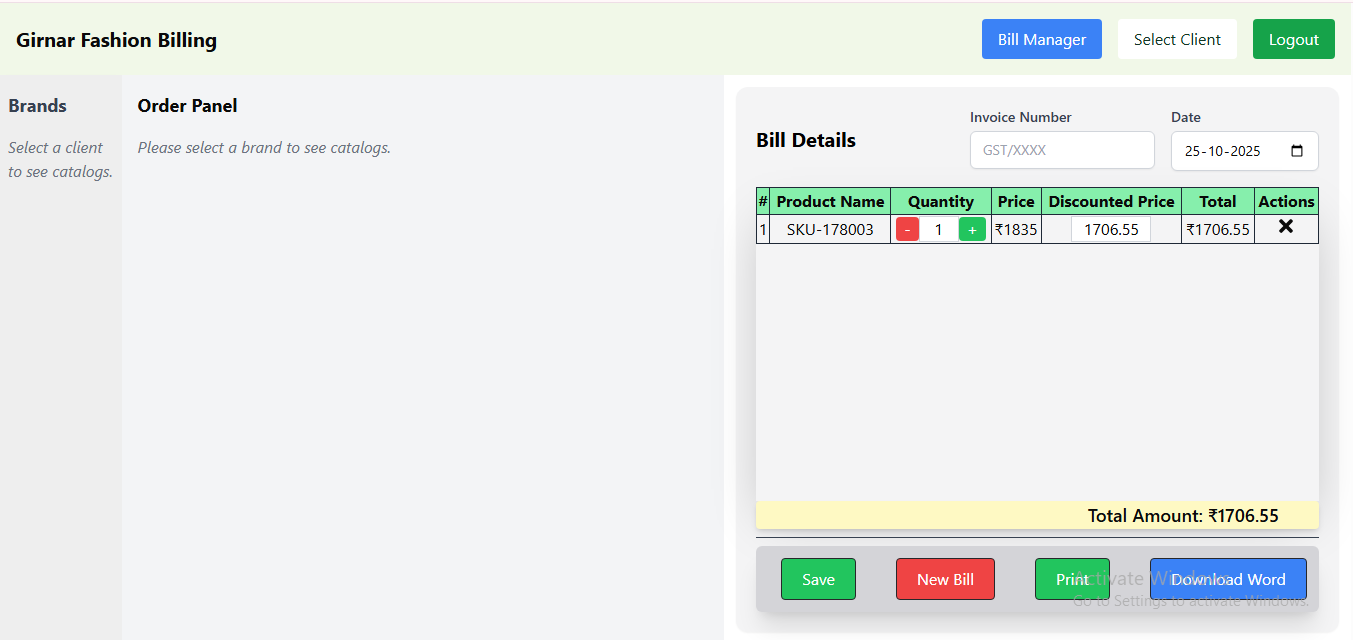 Girnar Fashion Billing
Bill Manager
Select Client
Logout
Brands
Select a client
to see catalogs.
Order Panel
Please select a brand to see catalogs.
Bill Details
Invoice Number
GST/XXXX
Date
25-10-2025
# Product Name Quantity Price Discounted Price Total Actions
1 SKU-178003 - 1 + ₹1835 1706.55 ₹1706.55 ✖
Total Amount: ₹1706.55
Save
New Bill
Print
Download Word
Activate Windows
Go to Settings to activate Windows.